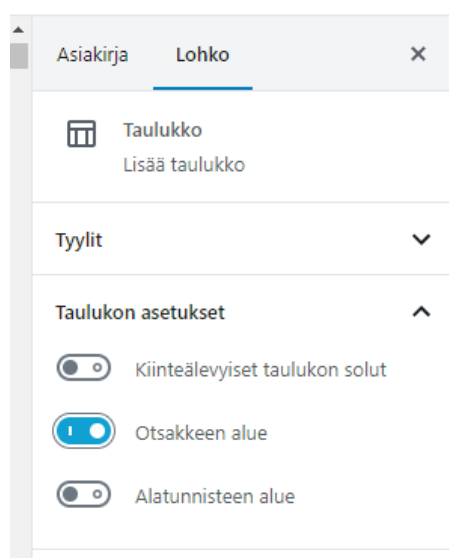 Asiakirja Lohko
Taulukko
Lisää taulukko
Tyylit
Taulukon asetukset
Kiinteälevyiset taulukon solut
Otsakkeen alue
Alatunnisteen alue